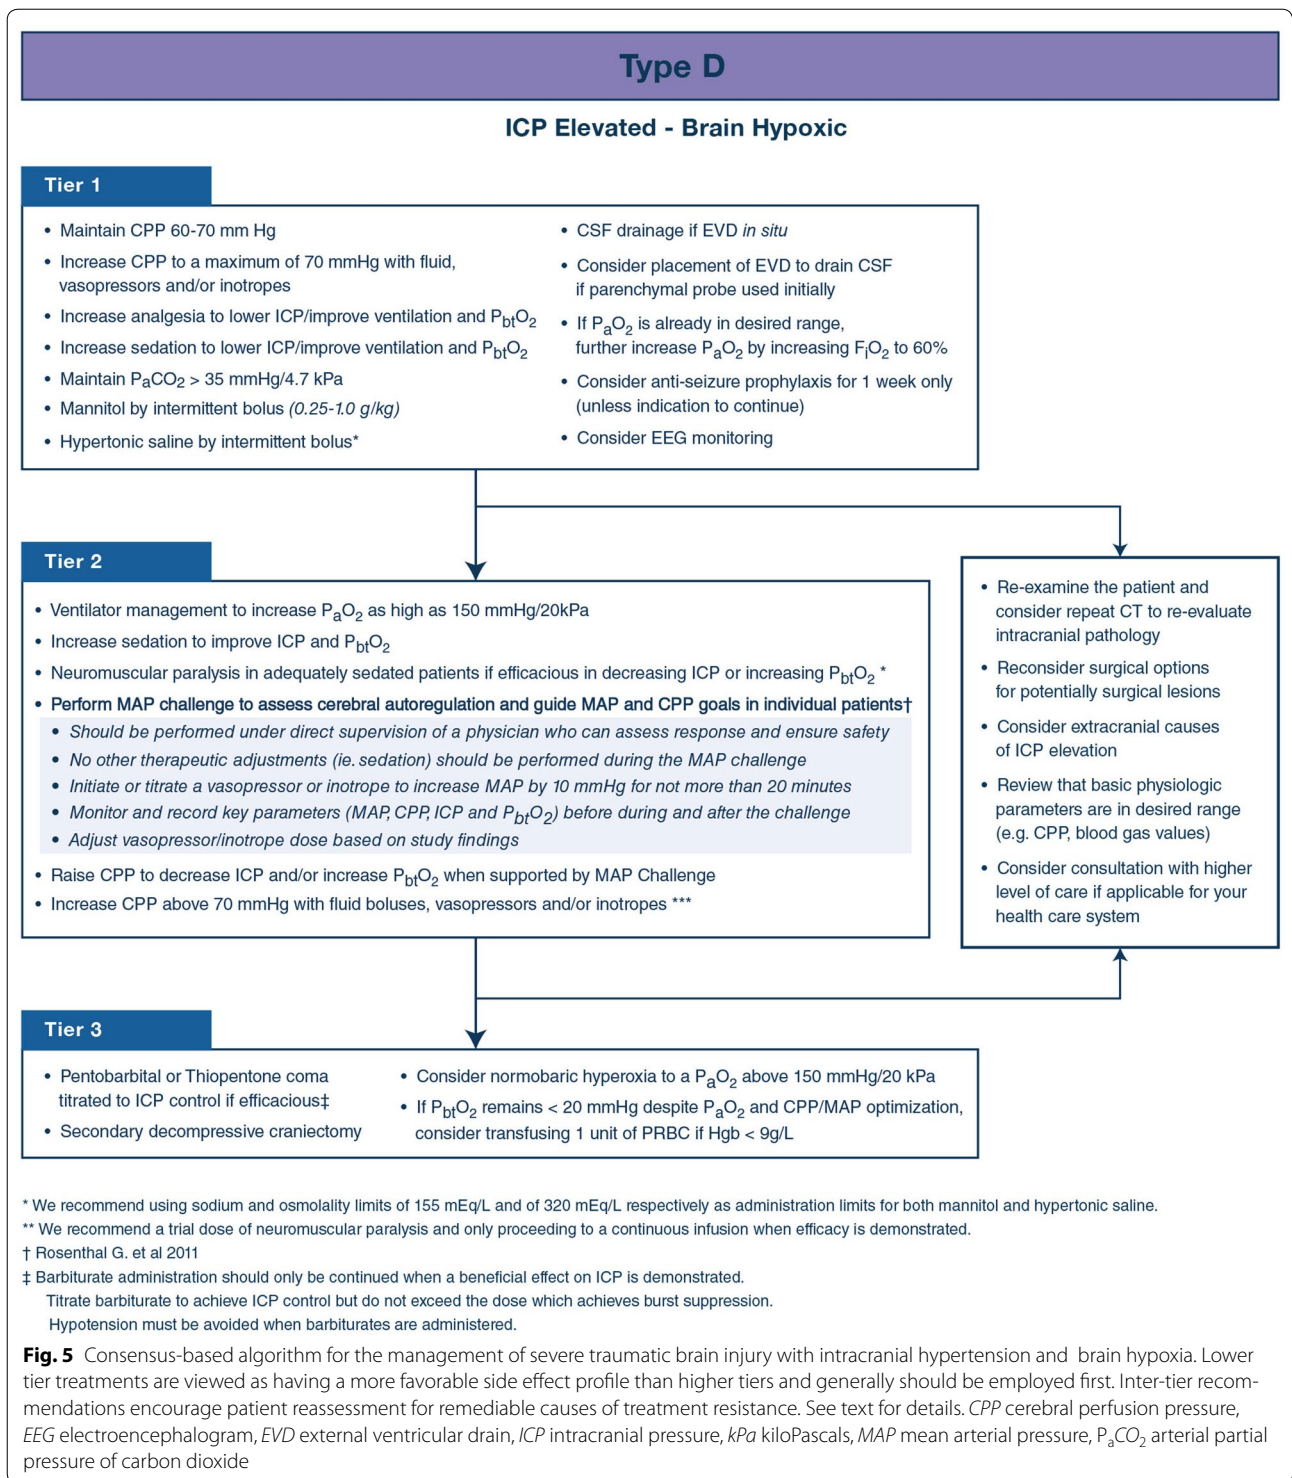 Type D
ICP Elevated - Brain Hypoxic
Tier 1
• Maintain CPP 60-70 mm Hg
• Increase CPP to a maximum of 70 mmHg with fluid,
vasopressors and/or inotropes
• Increase analgesia to lower ICP/improve ventilation and PbtO2
• Increase sedation to lower ICP/improve ventilation and PbtO2
• Maintain PaCO2 > 35 mmHg/4.7 kPa
• Mannitol by intermittent bolus (0.25-1.0 g/kg)
• Hypertonic saline by intermittent bolus*
• CSF drainage if EVD in situ
• Consider placement of EVD to drain CSF
if parenchymal probe used initially
• If PaO2 is already in desired range,
further increase PaO2 by increasing FiO2 to 60%
• Consider anti-seizure prophylaxis for 1 week only
(unless indication to continue)
• Consider EEG monitoring
Tier 2
• Ventilator management to increase PaO2 as high as 150 mmHg/20kPa
• Increase sedation to improve ICP and PbtO2
• Neuromuscular paralysis in adequately sedated patients if efficacious in decreasing ICP or increasing PbtO2 *
• Perform MAP challenge to assess cerebral autoregulation and guide MAP and CPP goals in individual patients†
• Should be performed under direct supervision of a physician who can assess response and ensure safety
• No other therapeutic adjustments (ie. sedation) should be performed during the MAP challenge
• Initiate or titrate a vasopressor or inotrope to increase MAP by 10 mmHg for not more than 20 minutes
• Monitor and record key parameters (MAP, CPP, ICP and PbtO2) before during and after the challenge
• Adjust vasopressor/inotrope dose based on study findings
• Raise CPP to decrease ICP and/or increase PbtO2 when supported by MAP Challenge
• Increase CPP above 70 mmHg with fluid boluses, vasopressors and/or inotropes ***
• Re-examine the patient and
consider repeat CT to re-evaluate
intracranial pathology
• Reconsider surgical options
for potentially surgical lesions
• Consider extracranial causes
of ICP elevation
• Review that basic physiologic
parameters are in desired range
(e.g. CPP, blood gas values)
• Consider consultation with higher
level of care if applicable for your
health care system
Tier 3
• Pentobarbital or Thiopentone coma
titrated to ICP control if efficacious‡
• Secondary decompressive craniectomy
• Consider normobaric hyperoxia to a PaO2 above 150 mmHg/20 kPa
• If PbtO2 remains < 20 mmHg despite PaO2 and CPP/MAP optimization,
consider transfusing 1 unit of PRBC if Hgb < 9g/L
* We recommend using sodium and osmolality limits of 155 mEq/L and of 320 mEq/L respectively as administration limits for both mannitol and hypertonic saline.
** We recommend a trial dose of neuromuscular paralysis and only proceeding to a continuous infusion when efficacy is demonstrated.
† Rosenthal G. et al 2011
‡ Barbiturate administration should only be continued when a beneficial effect on ICP is demonstrated.
Titrate barbiturate to achieve ICP control but do not exceed the dose which achieves burst suppression.
Hypotension must be avoided when barbiturates are administered.
Fig. 5 Consensus-based algorithm for the management of severe traumatic brain injury with intracranial hypertension and brain hypoxia. Lower
tier treatments are viewed as having a more favorable side effect profile than higher tiers and generally should be employed first. Inter-tier recom-
mendations encourage patient reassessment for remediable causes of treatment resistance. See text for details. CPP cerebral perfusion pressure,
EEG electroencephalogram, EVD external ventricular drain, ICP intracranial pressure, kPa kiloPascals, MAP mean arterial pressure, PaCO2 arterial partial
pressure of carbon dioxide